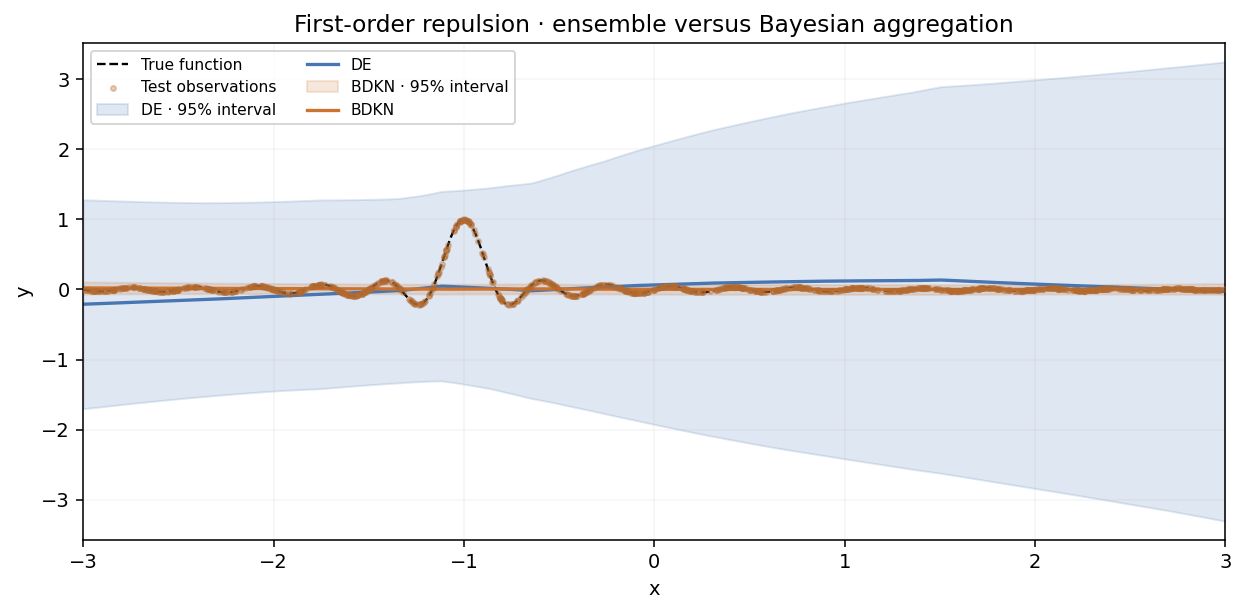 First-order repulsion · ensemble versus Bayesian aggregation
True function
Test observations
DE · 95% interval
DE
BDKN · 95% interval
BDKN
y
3
2
1
0
−1
−2
−3
−3
−2
−1
0
1
2
3
x